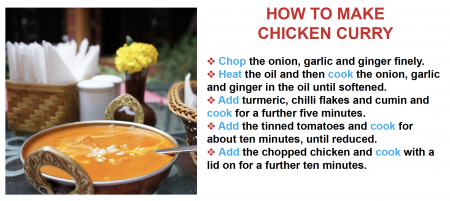 HOW TO MAKE
CHICKEN CURRY
❖ Chop the onion, garlic and ginger finely.
❖ Heat the oil and then cook the onion, garlic
and ginger in the oil until softened.
❖ Add turmeric, chilli flakes and cumin and
cook for a further five minutes.
❖ Add the tinned tomatoes and cook for
about ten minutes, until reduced.
❖ Add the chopped chicken and cook with a
lid on for a further ten minutes.